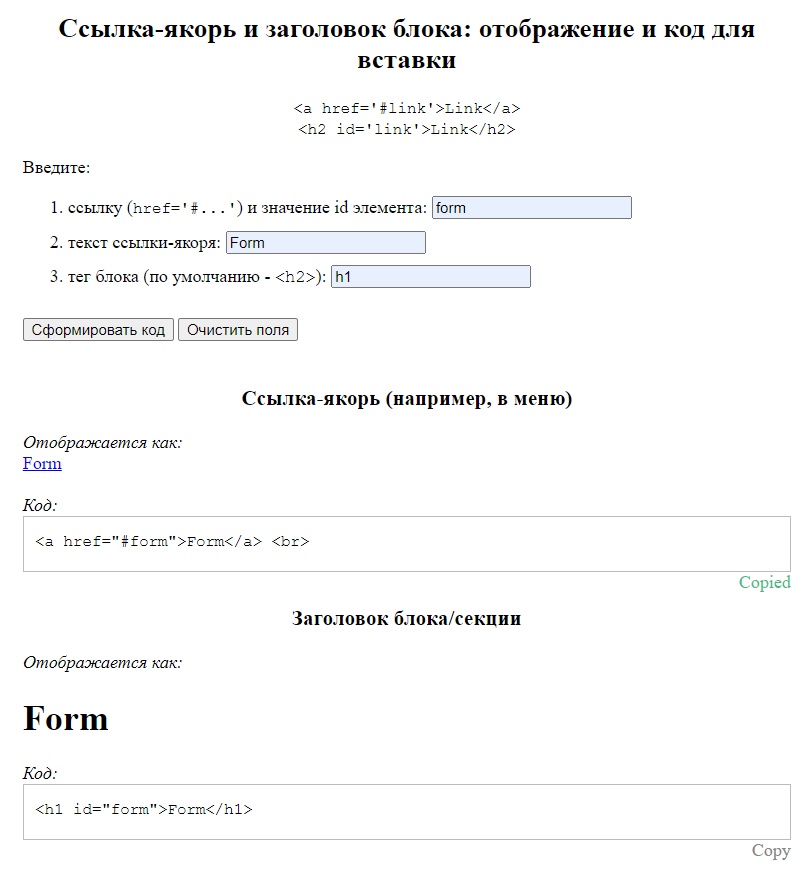 Ссылка-якорь и заголовок блока: отображение и код для
вставки
<a href='#link'>Link</a>
<h2 id='link'>Link</h2>
Введите:
1. ссылку (href='#...') и значение id элемента: form
2. текст ссылки-якоря: Form
3. тег блока (по умолчанию - <h2>): h1
Сформировать код Очистить поля
Ссылка-якорь (например, в меню)
Отображается как:
Form
Код:
<a href="#form">Form</a> <br>
Copied
Заголовок блока/секции
Отображается как:
Form
Код:
<h1 id="form">Form</h1>
Copy